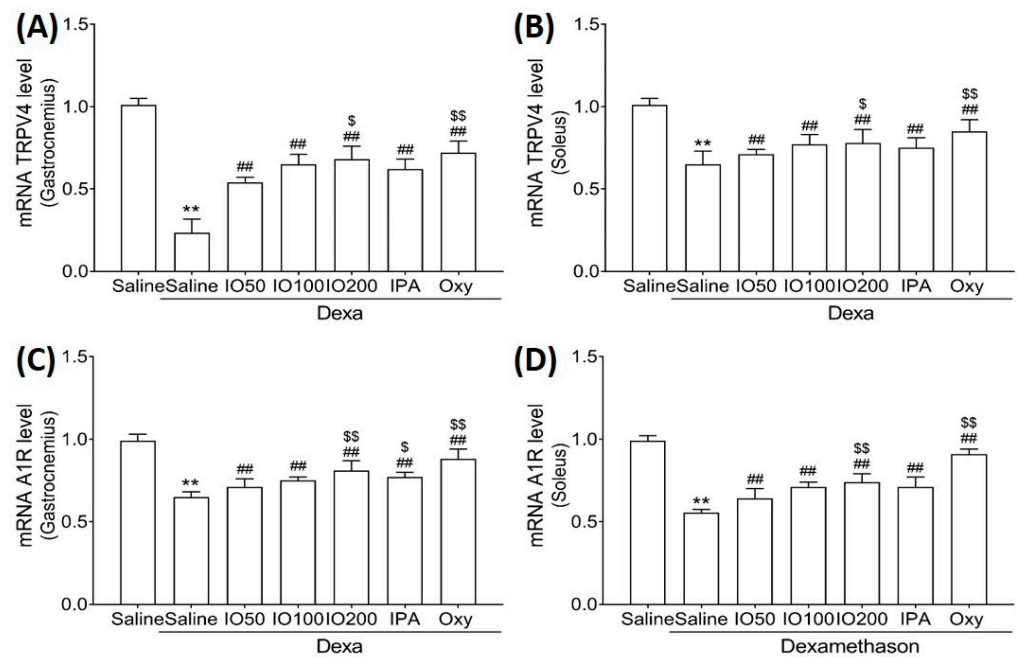 (A)
mRNA TRPV4 level
(Gastrocnemius)
1.5
1.0
0.5
0.0
**
##
##
$
##
##
$$
##
Saline Saline IO50 IO100 IO200 IPA Oxy
Dexa
(B)
mRNA TRPV4 level
(Soleus)
1.5
1.0
0.5
0.0
**
##
##
$
##
##
$$
##
Saline Saline IO50 IO100 IO200 IPA Oxy
Dexa
(C)
mRNA A1R level
(Gastrocnemius)
1.5
1.0
0.5
0.0
**
##
##
$$
##
$
##
$$
##
Saline Saline IO50 IO100 IO200 IPA Oxy
Dexa
(D)
mRNA A1R level
(Soleus)
1.5
1.0
0.5
0.0
**
##
##
$$
##
##
$$
##
Saline Saline IO50 IO100 IO200 IPA Oxy
Dexamethason